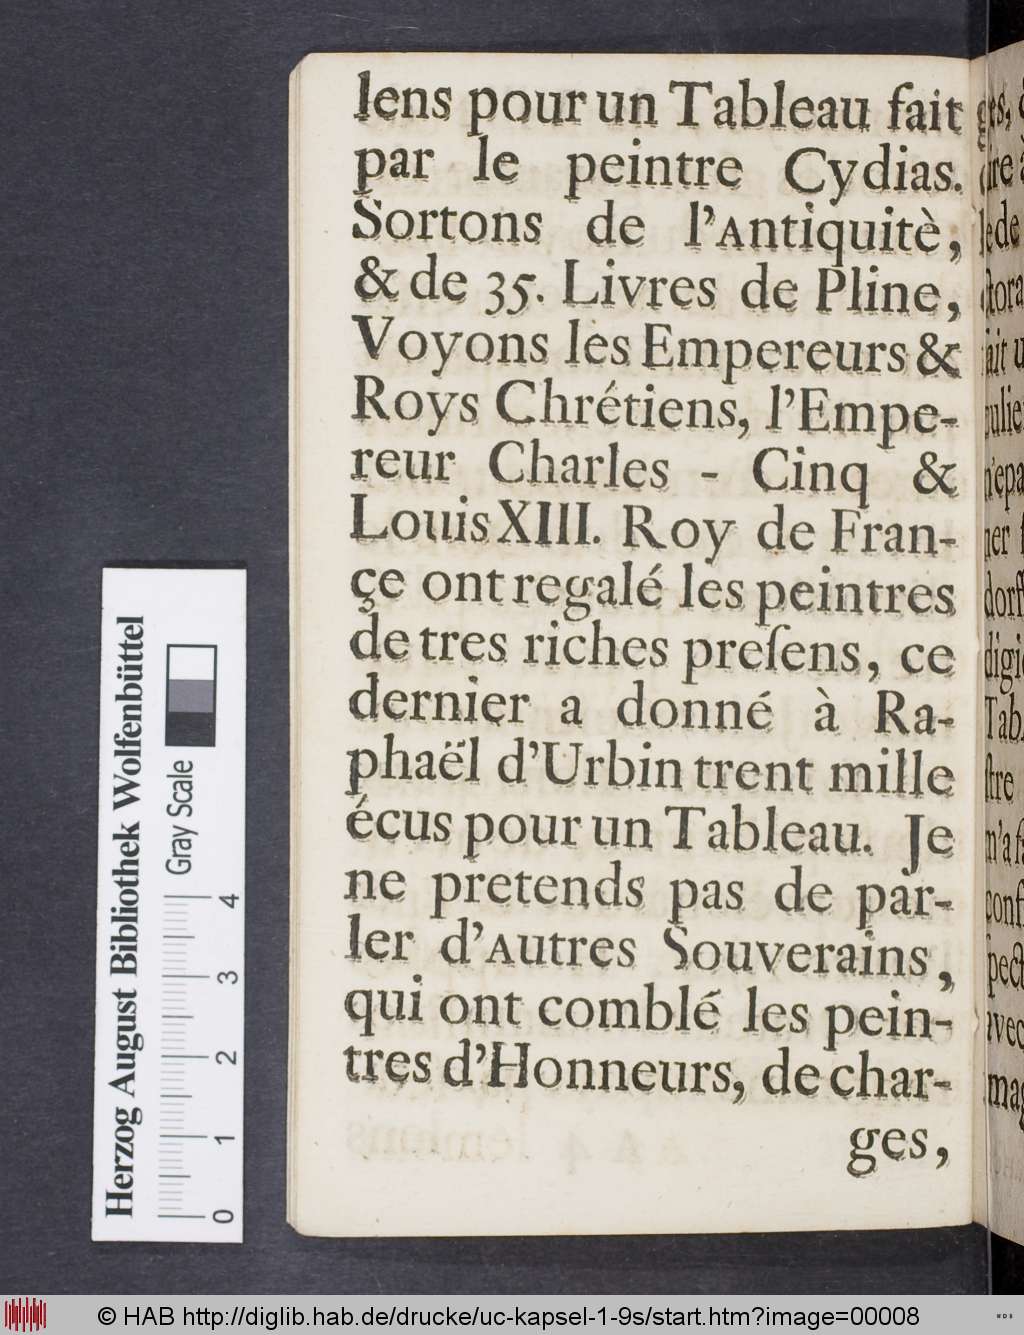 lens pour un Tableau fait
par le peintre Cydias.
Sortons de l'Antiquitè,
& de 35. Livres de Pline,
Voyons les Empereurs &
Roys Chrétiens, l'Empe-
reur Charles - Cinq &
Louis XIII. Roy de Fran-
çe ont regalé les peintres
de tres riches preſens, ce
dernier a donné à Ra-
phaël d'Urbin trent mille
écus pour un Tableau. Je
ne pretends pas de par-
ler d'Autres Souverains,
qui ont comblé les pein-
tres d'Honneurs, de char-
ges,
Herzog August Bibliothek Wolfenbüttel
Gray Scale
0 1 2 3 4
© HAB http://diglib.hab.de/drucke/uc-kapsel-1-9s/start.htm?image=00008